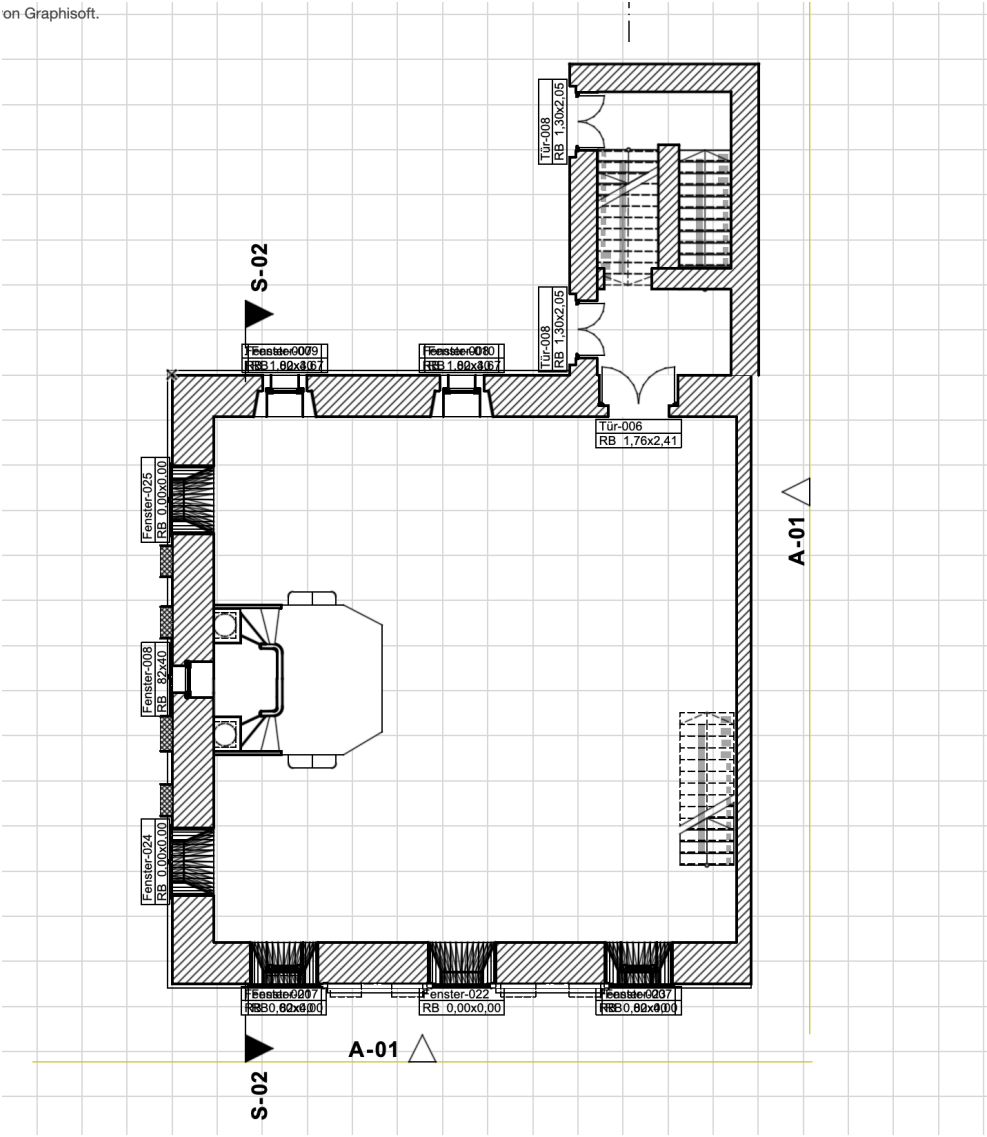 on Graphisoft.
Tür-008
RB 1,30x2,05
S-02
Tür-008
RB 1,30x2,05
Tür-006
RB 1,76x2,41
Fenster-025
RB 0,00x0,00
A-01
Fenster-008
RB 82x40
Fenster-024
RB 0,00x0,00
Fenster-022
RB 0,00x0,00
A-01
S-02